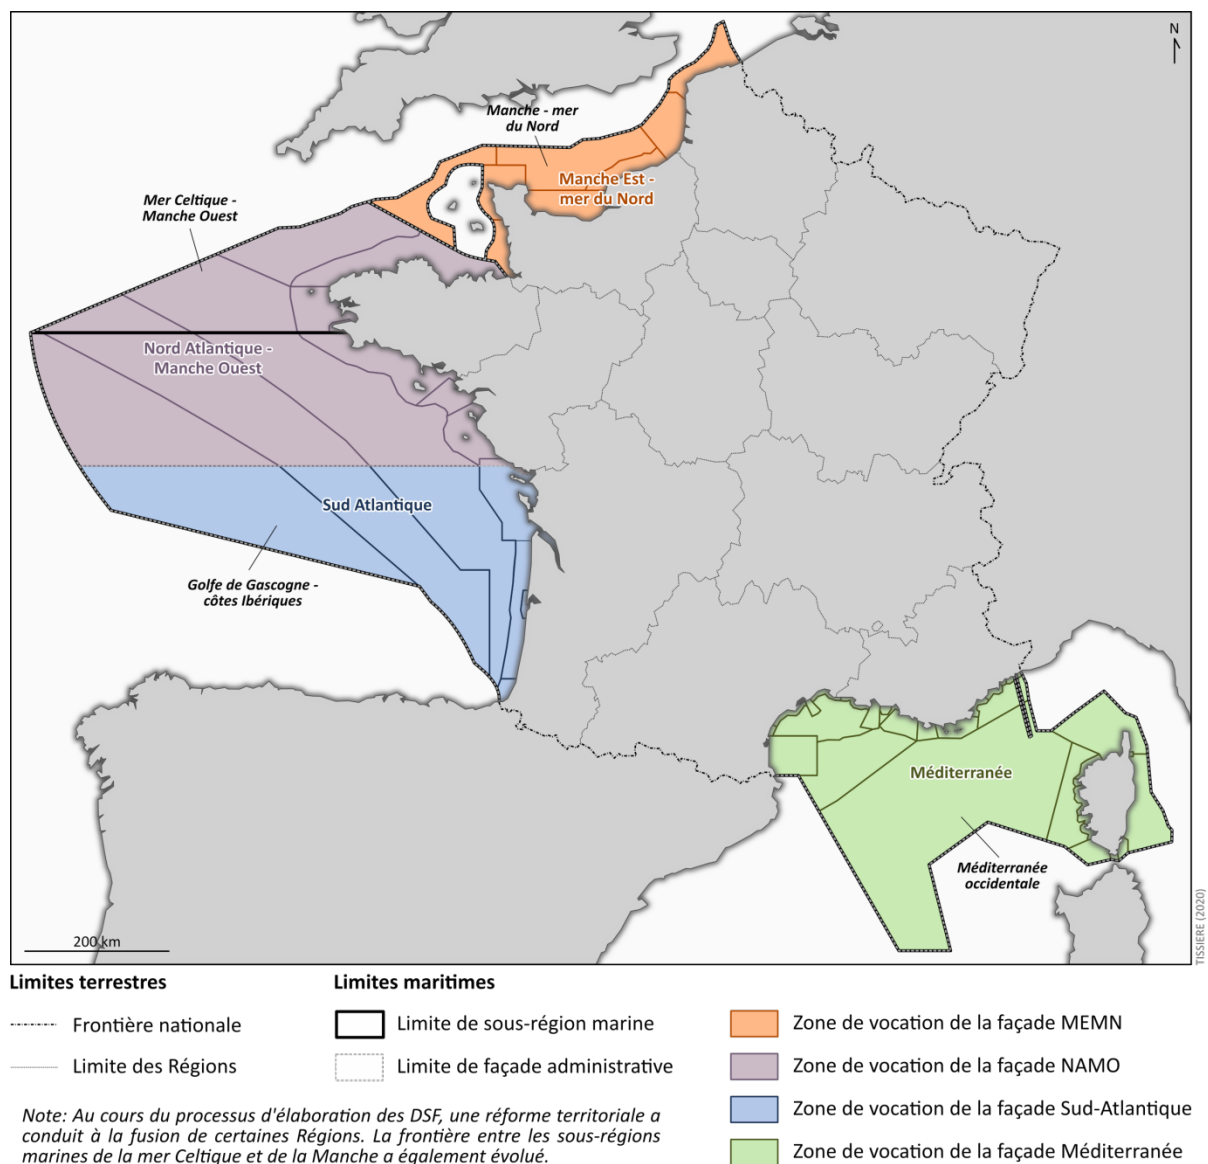 N
Manche - mer
du Nord
Manche Est -
mer du Nord
Mer Celtique -
Manche Ouest
Nord Atlantique -
Manche Ouest
Sud Atlantique
Golfe de Gascogne -
côtes Ibériques
Méditerranée
Méditerranée
occidentale
200 km
TISSIERE (2020)
Limites terrestres
Frontière nationale
Limite des Régions
Limites maritimes
Limite de sous-région marine
Limite de façade administrative
Zone de vocation de la façade MEMN
Zone de vocation de la façade NAMO
Zone de vocation de la façade Sud-Atlantique
Zone de vocation de la façade Méditerranée
Note: Au cours du processus d'élaboration des DSF, une réforme territoriale a
conduit à la fusion de certaines Régions. La frontière entre les sous-régions
marines de la mer Celtique et de la Manche a également évolué.